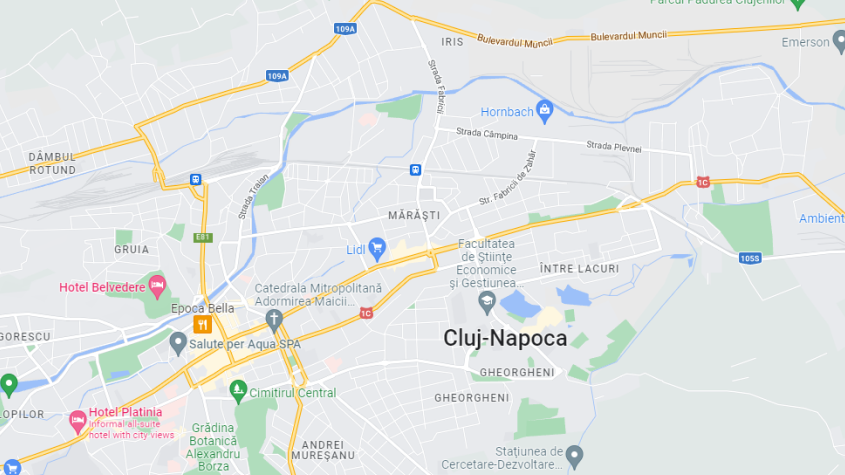 Parcul Pădurea Clujenilor
109A
IRIS
Bulevardul Muncii
Bulevardul Muncii
Emerson
109A
Strada Fabricii
Hornbach
Strada Câmpina
Strada Plevnei
DÂMBUL
ROTUND
Strada Traian
Str. Fabricii de Zahăr
1C
MĂRĂȘTI
Ambient
E81
GRUIA
Lidl
Facultatea
de Științe
Economice
și Gestiunea...
105S
ÎNTRE LACURI
Hotel Belvedere
Catedrala Mitropolitană
Adormirea Maicii...
Epoca Bella
1C
GORESCU
Salute per Aqua SPA
Cluj-Napoca
GHEORGHENI
Cimitirul Central
GHEORGHENI
LOPILOR
Hotel Platinia
Informal all-suite
hotel with city views
Grădina
Botanică
Alexandru
Borza
ANDREI
MUREȘANU
Stațiunea de
Cercetare-Dezvoltare...